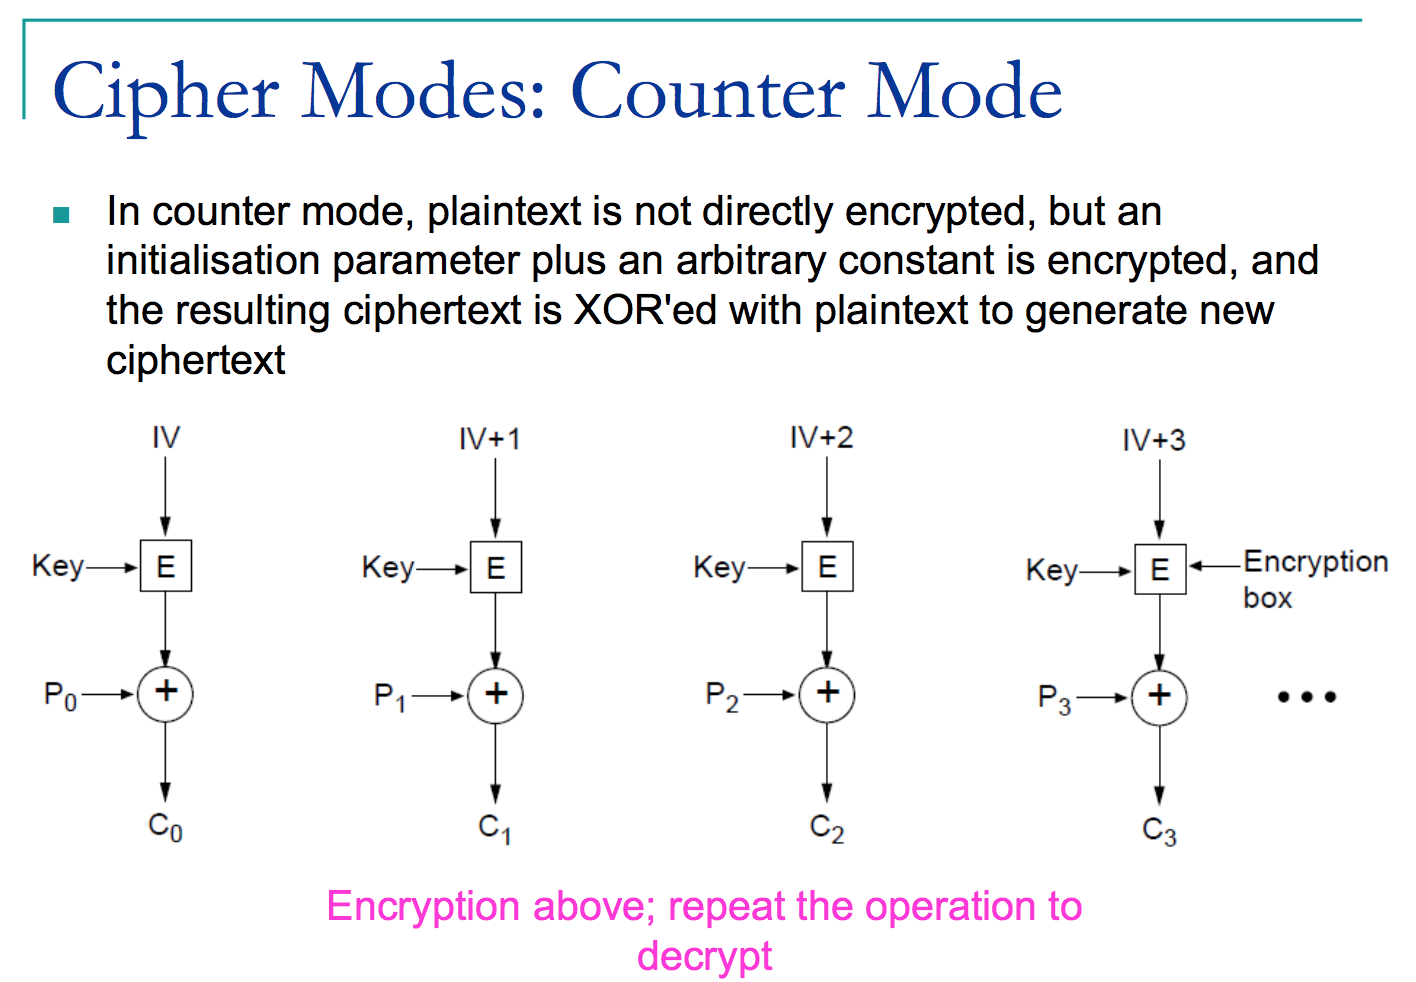 Cipher Modes: Counter Mode
In counter mode, plaintext is not directly encrypted, but an
initialisation parameter plus an arbitrary constant is encrypted, and
the resulting ciphertext is XOR'ed with plaintext to generate new
ciphertext
IV IV+1 IV+2 IV+3
Key E Key E Key E Key E Encryption
box
P0 + P1 + P2 + P3 + •••
C0 C1 C2 C3
Encryption above; repeat the operation to
decrypt